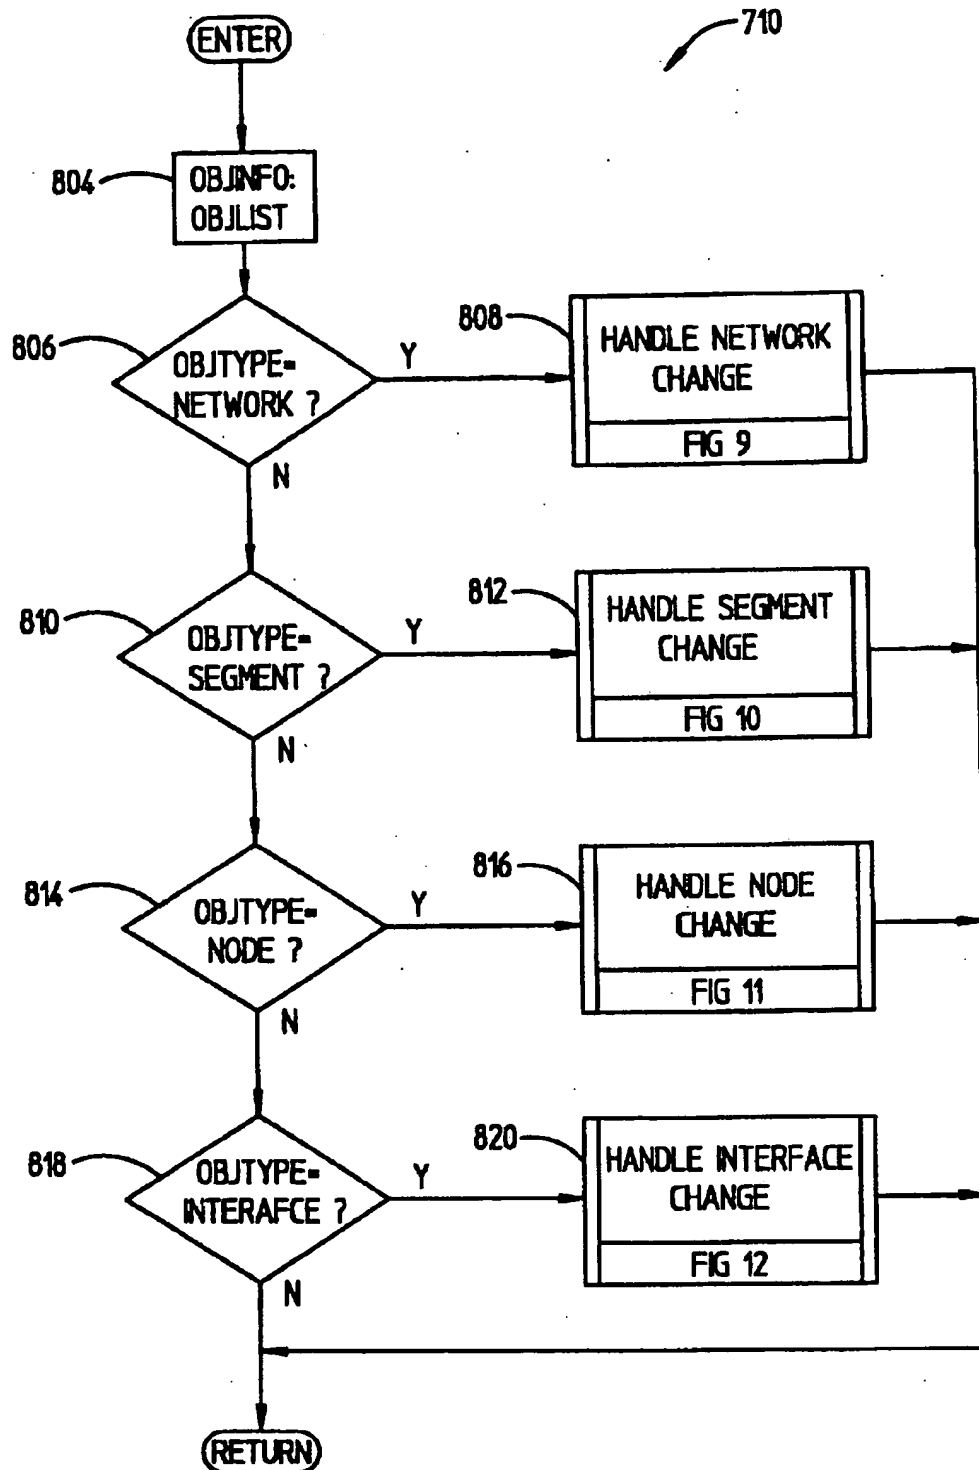 710
ENTER
804
OBJINFO:
OBJLIST
806
OBJTYPE=
NETWORK ?
Y
N
808
HANDLE NETWORK
CHANGE
FIG 9
810
OBJTYPE=
SEGMENT ?
Y
N
812
HANDLE SEGMENT
CHANGE
FIG 10
814
OBJTYPE=
NODE ?
Y
N
816
HANDLE NODE
CHANGE
FIG 11
818
OBJTYPE=
INTERAFCE ?
Y
N
820
HANDLE INTERFACE
CHANGE
FIG 12
RETURN